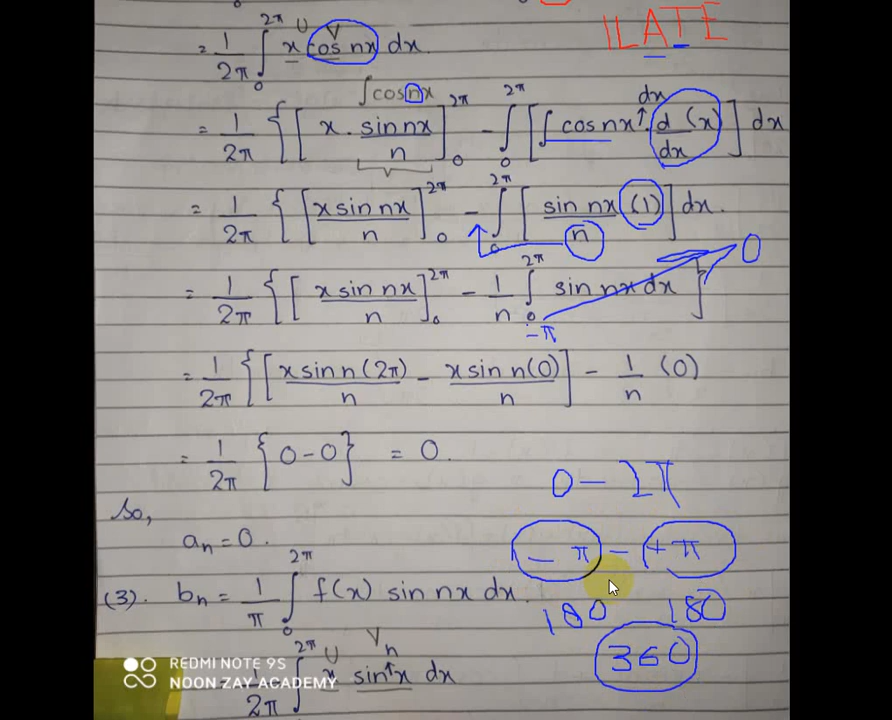 ILATE
= 1/2π ∫₀^2π x cos nx dx.
U V
∫cosnx
= 1/2π { [ x · sin nx/n ]₀^2π - ∫₀^2π [ ∫ cos nx dx · d/dx (x) ] dx
= 1/2π { [ x sin nx/n ]₀^2π - ∫₀^2π [ sin nx/n (1) ] dx.
= 1/2π { [ x sin nx/n ]₀^2π - 1/n ∫₀^2π sin nx dx } 0
-π
= 1/2π { [ x sin n(2π)/n - x sin n(0)/n ] - 1/n (0)
= 1/2π { 0 - 0 } = 0.
0 - 2π
So,
aₙ = 0.
- π - + π
(3). bₙ = 1/π ∫₀^2π f(x) sin nx dx.
180 180
360
U V n
1/2π ∫^2π x sin x dx
REDMI NOTE 9S
NOON ZAY ACADEMY